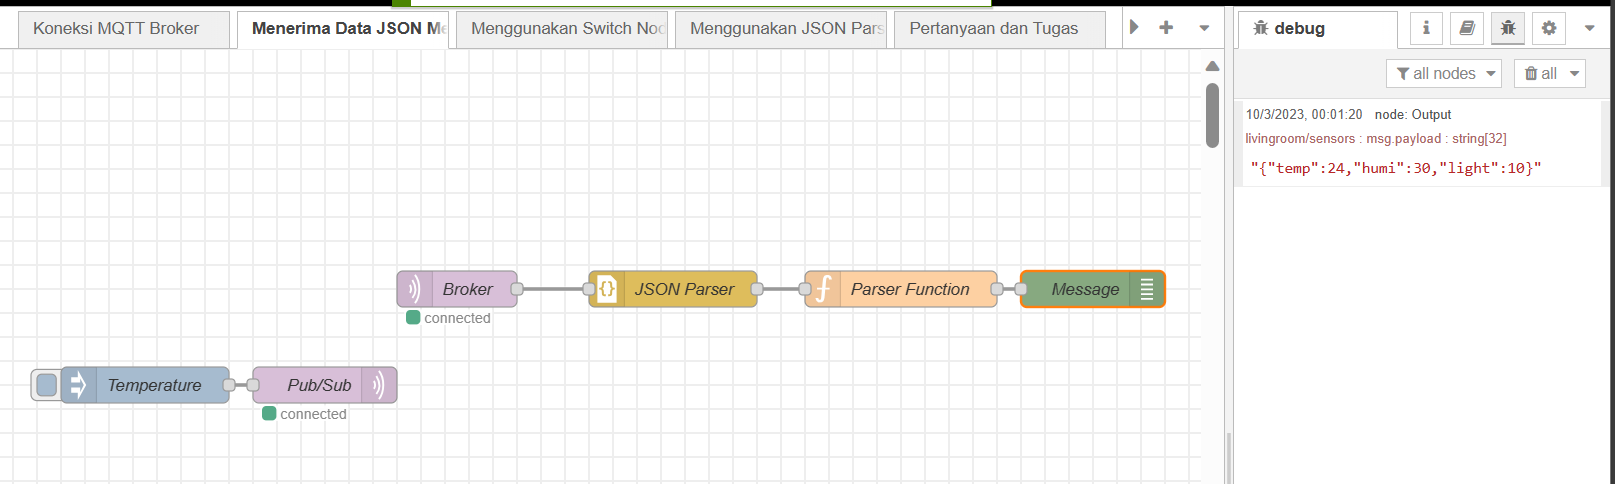 Koneksi MQTT Broker
Menerima Data JSON Me
Menggunakan Switch Nod
Menggunakan JSON Pars
Pertanyaan dan Tugas
debug
all nodes
all
10/3/2023, 00:01:20 node: Output
livingroom/sensors : msg.payload : string[32]
"{"temp":24,"humi":30,"light":10}"
Broker
JSON Parser
Parser Function
Message
connected
Temperature
Pub/Sub
connected